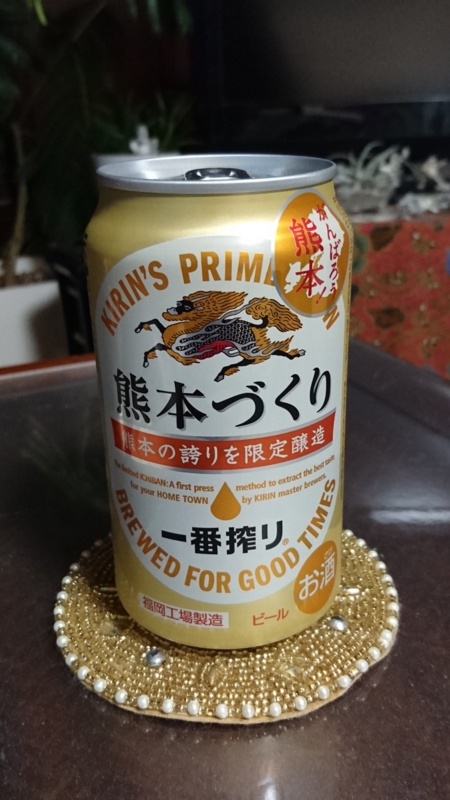 がんばろう
熊本!
KIRIN'S PRIME
熊本づくり
熊本の誇りを限定醸造
The limited ICHIBAN: A first press
for your HOME TOWN
method to extract the best taste
by KIRIN master brewers.
一番搾り®
BREWED FOR GOOD TIMES
お酒
福岡工場製造
ビール